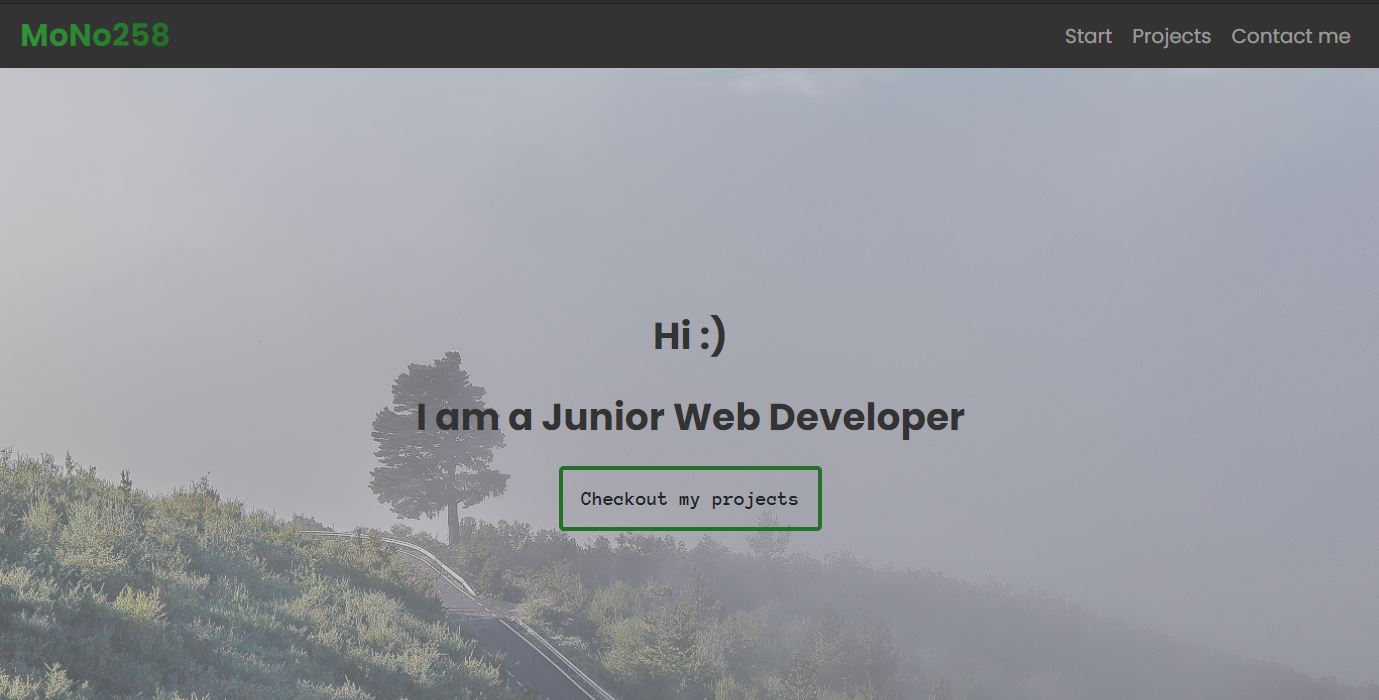 MoNo258
Start Projects Contact me
Hi :)
I am a Junior Web Developer
Checkout my projects